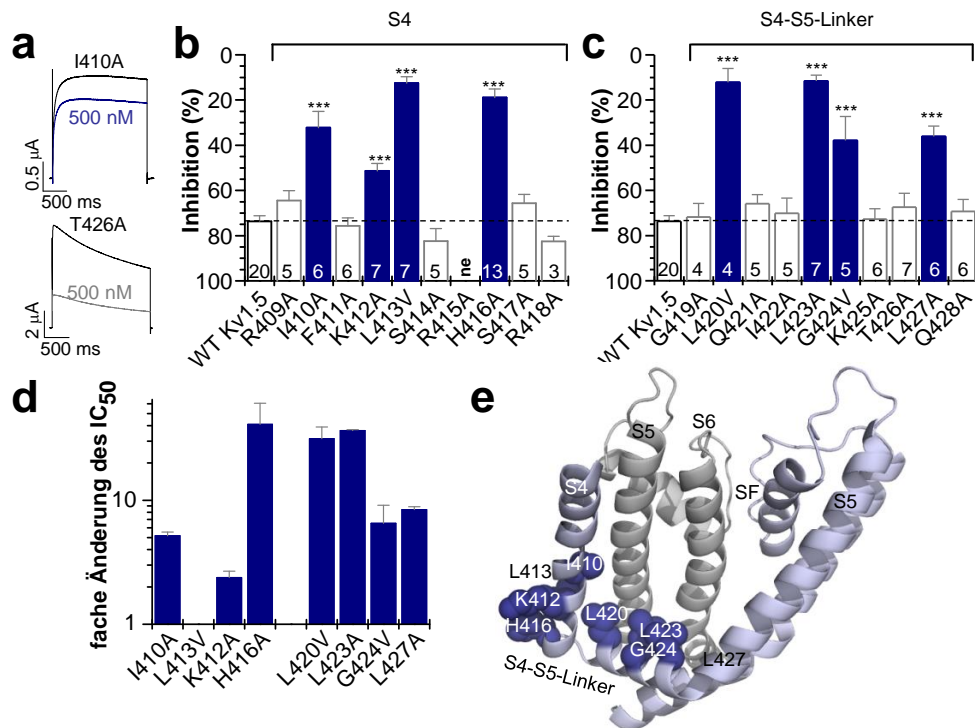 a
I410A
500 nM
0.5 µA
500 ms
T426A
500 nM
2 µA
500 ms
b
S4
Inhibition (%)
0
20
40
60
80
100
*** *** *** ***
20 5 6 6 7 7 5 ne 13 5 3
WT Kv1.5 R409A I410A F411A K412A L413V S414A R415A H416A S417A R418A
c
S4-S5-Linker
Inhibition (%)
0
20
40
60
80
100
*** *** *** ***
20 4 4 5 5 7 5 6 7 6 6
WT Kv1.5 G419A L420V Q421A I422A L423A G424V K425A T426A L427A Q428A
d
fache Änderung des IC50
10
1
I410A L413V K412A H416A L420V L423A G424V L427A
e
S5 S6
S4 SF S5
I410
L413
K412
H416
L420
L423
G424
L427
S4-S5-Linker